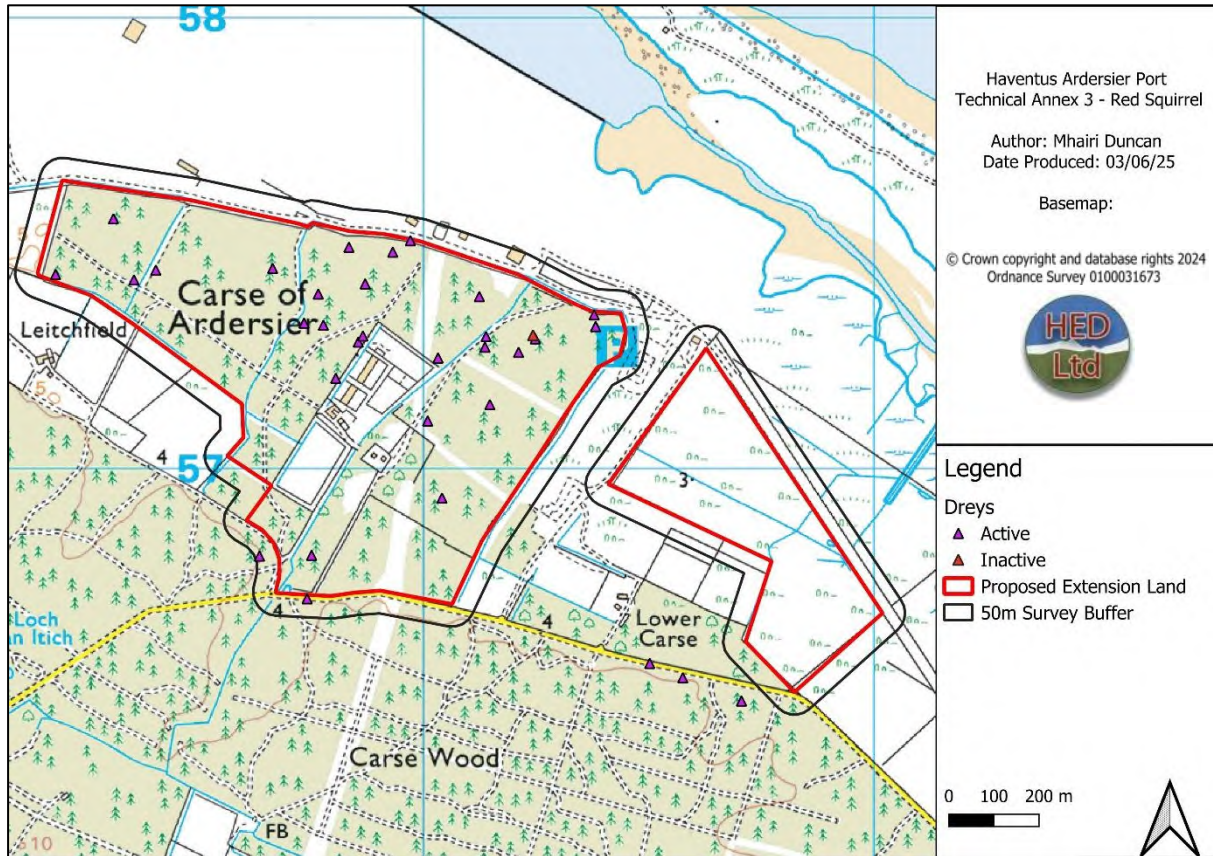 58
Carse of
Ardersier
Leitchfield
5
5
5
4
57
3
4
Loch
an Itich
4
Lower
Carse
Carse Wood
FB
10
Haventus Ardersier Port
Technical Annex 3 - Red Squirrel
Author: Mhairi Duncan
Date Produced: 03/06/25
Basemap:
© Crown copyright and database rights 2024
Ordnance Survey 0100031673
HED
Ltd
Legend
Dreys
Active
Inactive
Proposed Extension Land
50m Survey Buffer
0 100 200 m